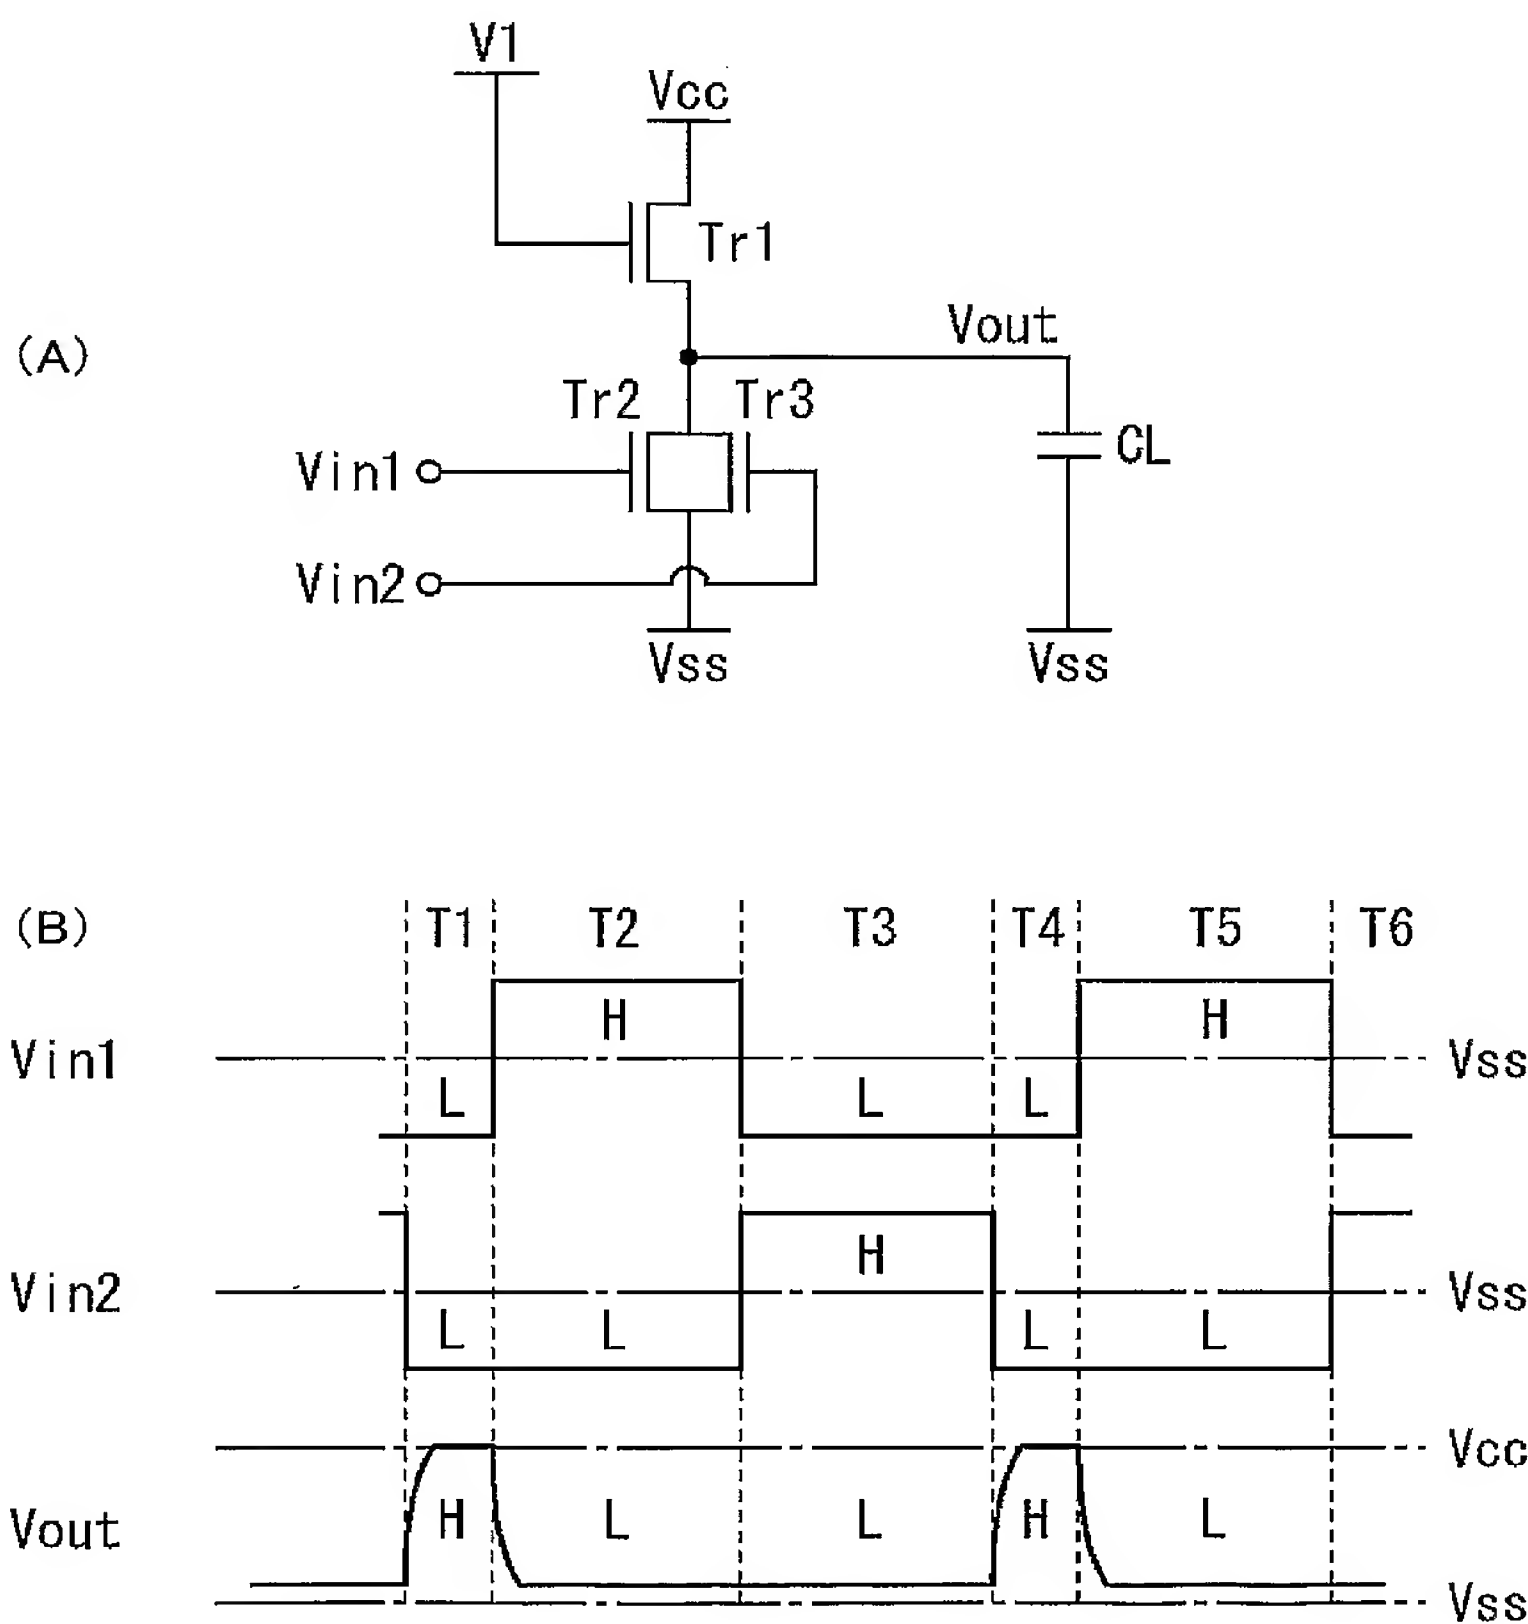 V1
Vcc
Tr1
(A)
Vout
Tr2 Tr3
CL
Vin1
Vin2
Vss Vss
(B) T1 T2 T3 T4 T5 T6
H H
Vin1 Vss
L L L
H
Vin2 Vss
L L L L
Vcc
Vout H L L H L
Vss